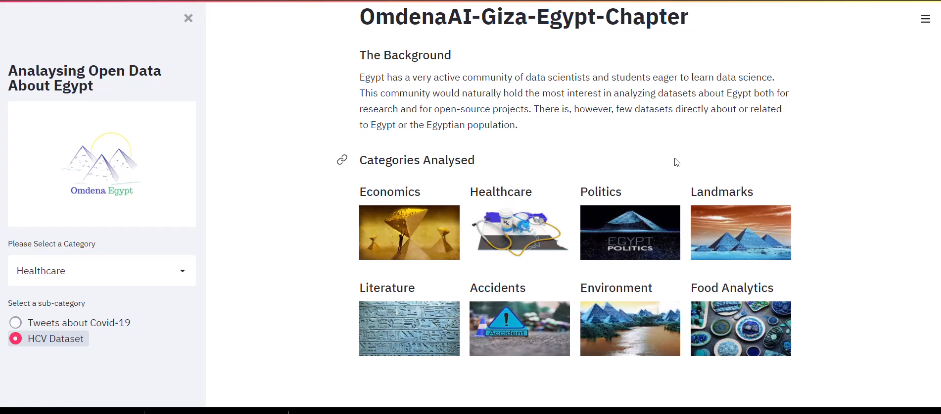 Analaysing Open Data
About Egypt
Omdena Egypt
Please Select a Category
Healthcare
Select a sub-category
Tweets about Covid-19
HCV Dataset
OmdenaAI-Giza-Egypt-Chapter
The Background
Egypt has a very active community of data scientists and students eager to learn data science.
This community would naturally hold the most interest in analyzing datasets about Egypt both for
research and for open-source projects. There is, however, few datasets directly about or related
to Egypt or the Egyptian population.
Categories Analysed
Economics
Healthcare
Politics
Landmarks
EGYPT
POLITICS
Literature
Accidents
Environment
Food Analytics
Accident